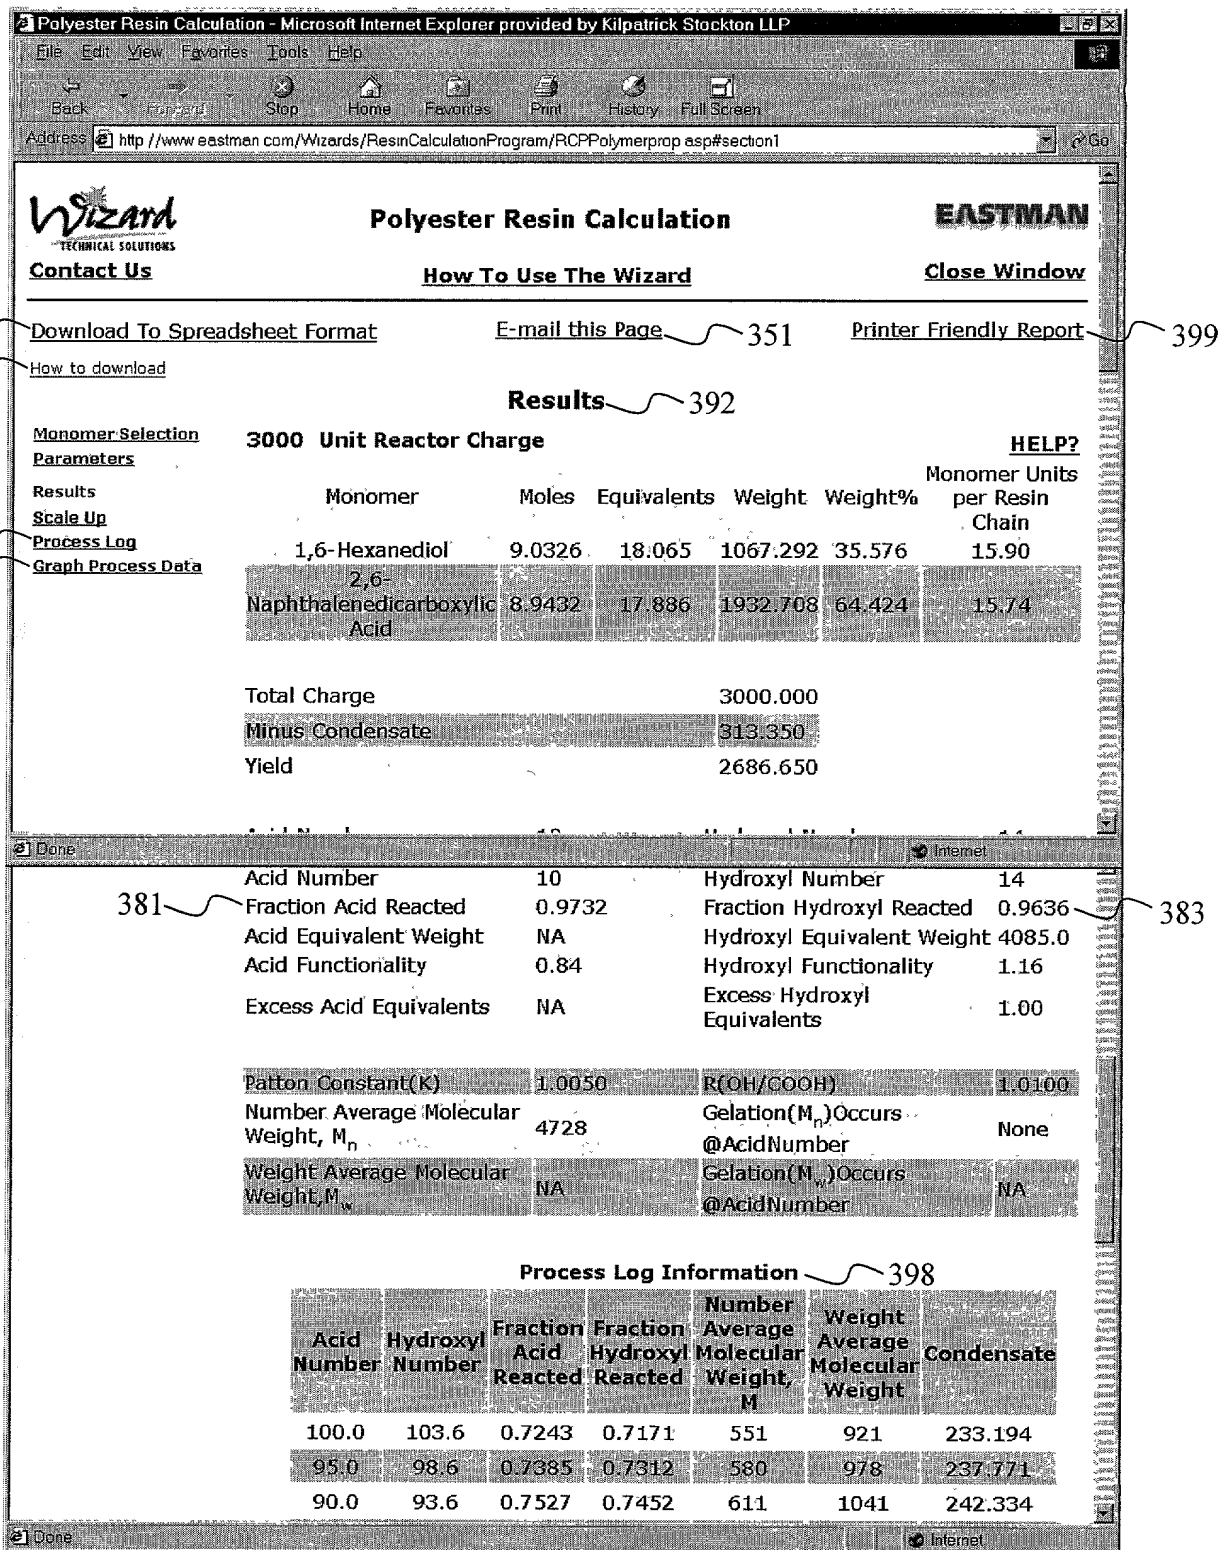 Polyester Resin Calculation - Microsoft Internet Explorer provided by Kilpatrick Stockton LLP
File Edit View Favorites Tools Help
Back Forward Stop Home Favorites Print History Full Screen
Address http //www eastman com/Wizards/ResinCalculationProgram/RCPPolymerprop asp#section1 Go
Wizard
TECHNICAL SOLUTIONS
Polyester Resin Calculation
EASTMAN
Contact Us How To Use The Wizard Close Window
Download To Spreadsheet Format E-mail this Page 351 Printer Friendly Report 399
How to download
Results 392
Monomer Selection
Parameters
Results
Scale Up
Process Log
Graph Process Data
3000 Unit Reactor Charge HELP?
Monomer Moles Equivalents Weight Weight% Monomer Units
per Resin
Chain
1,6-Hexanediol 9.0326 18.065 1067.292 35.576 15.90
2,6-
Naphthalenedicarboxylic 8.9432 17.886 1932.708 64.424 15.74
Acid
Total Charge 3000.000
Minus Condensate 313.350
Yield 2686.650
Done Internet
Acid Number 10 Hydroxyl Number 14
381 Fraction Acid Reacted 0.9732 Fraction Hydroxyl Reacted 0.9636 383
Acid Equivalent Weight NA Hydroxyl Equivalent Weight 4085.0
Acid Functionality 0.84 Hydroxyl Functionality 1.16
Excess Acid Equivalents NA Excess Hydroxyl
Equivalents 1.00
Patton Constant(K) 1.0050 R(OH/COOH) 1.0100
Number Average Molecular
Weight, Mn 4728 Gelation(Mn)Occurs
@AcidNumber None
Weight Average Molecular
Weight,Mw NA Gelation(Mw)Occurs
@AcidNumber NA
Process Log Information 398
Acid
Number Hydroxyl
Number Fraction
Acid
Reacted Fraction
Hydroxyl
Reacted Number
Average
Molecular
Weight,
M Weight
Average
Molecular
Weight Condensate
100.0 103.6 0.7243 0.7171 551 921 233.194
95.0 98.6 0.7385 0.7312 580 978 237.771
90.0 93.6 0.7527 0.7452 611 1041 242.334
Done Internet